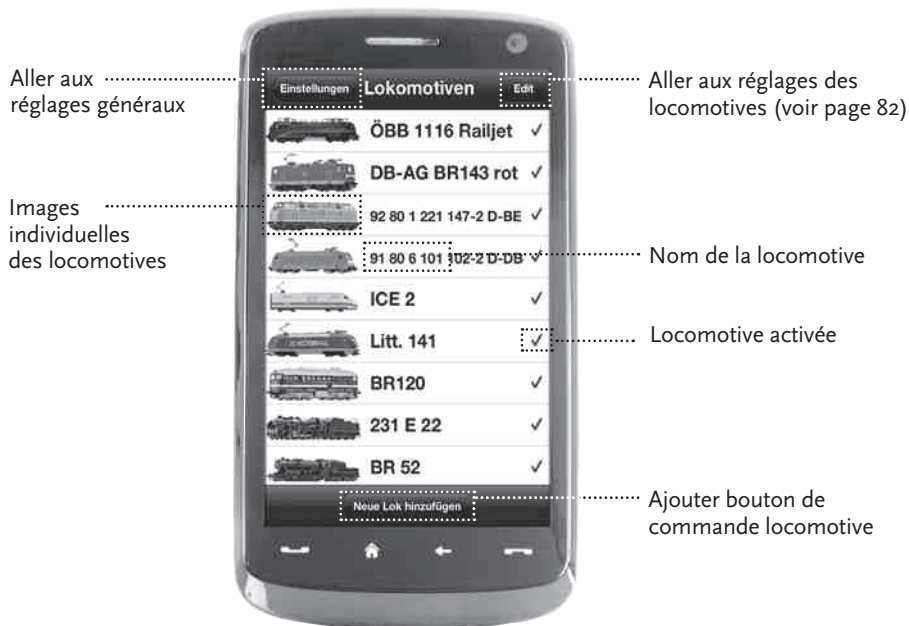 Aller aux
réglages généraux
Einstellungen Lokomotiven Edit
Aller aux réglages des
locomotives (voir page 82)
ÖBB 1116 Railjet ✓
DB-AG BR143 rot ✓
Images
individuelles
des locomotives
92 80 1 221 147-2 D-BE ✓
91 80 6 101 102-2 D-DB ✓
Nom de la locomotive
ICE 2 ✓
Litt. 141 ✓
Locomotive activée
BR120 ✓
231 E 22 ✓
BR 52 ✓
Neue Lok hinzufügen
Ajouter bouton de
commande locomotive